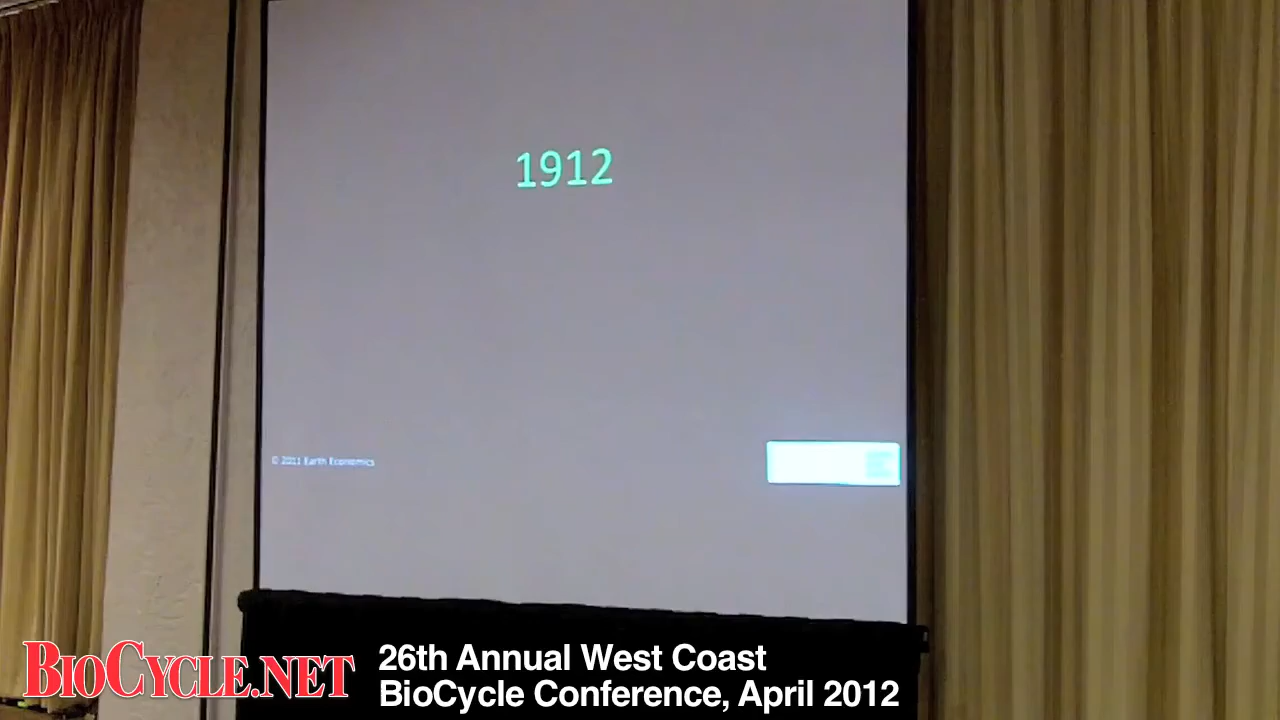 1912
© 2011 Earth Economics
BIOCYCLE.NET
26th Annual West Coast
BioCycle Conference, April 2012